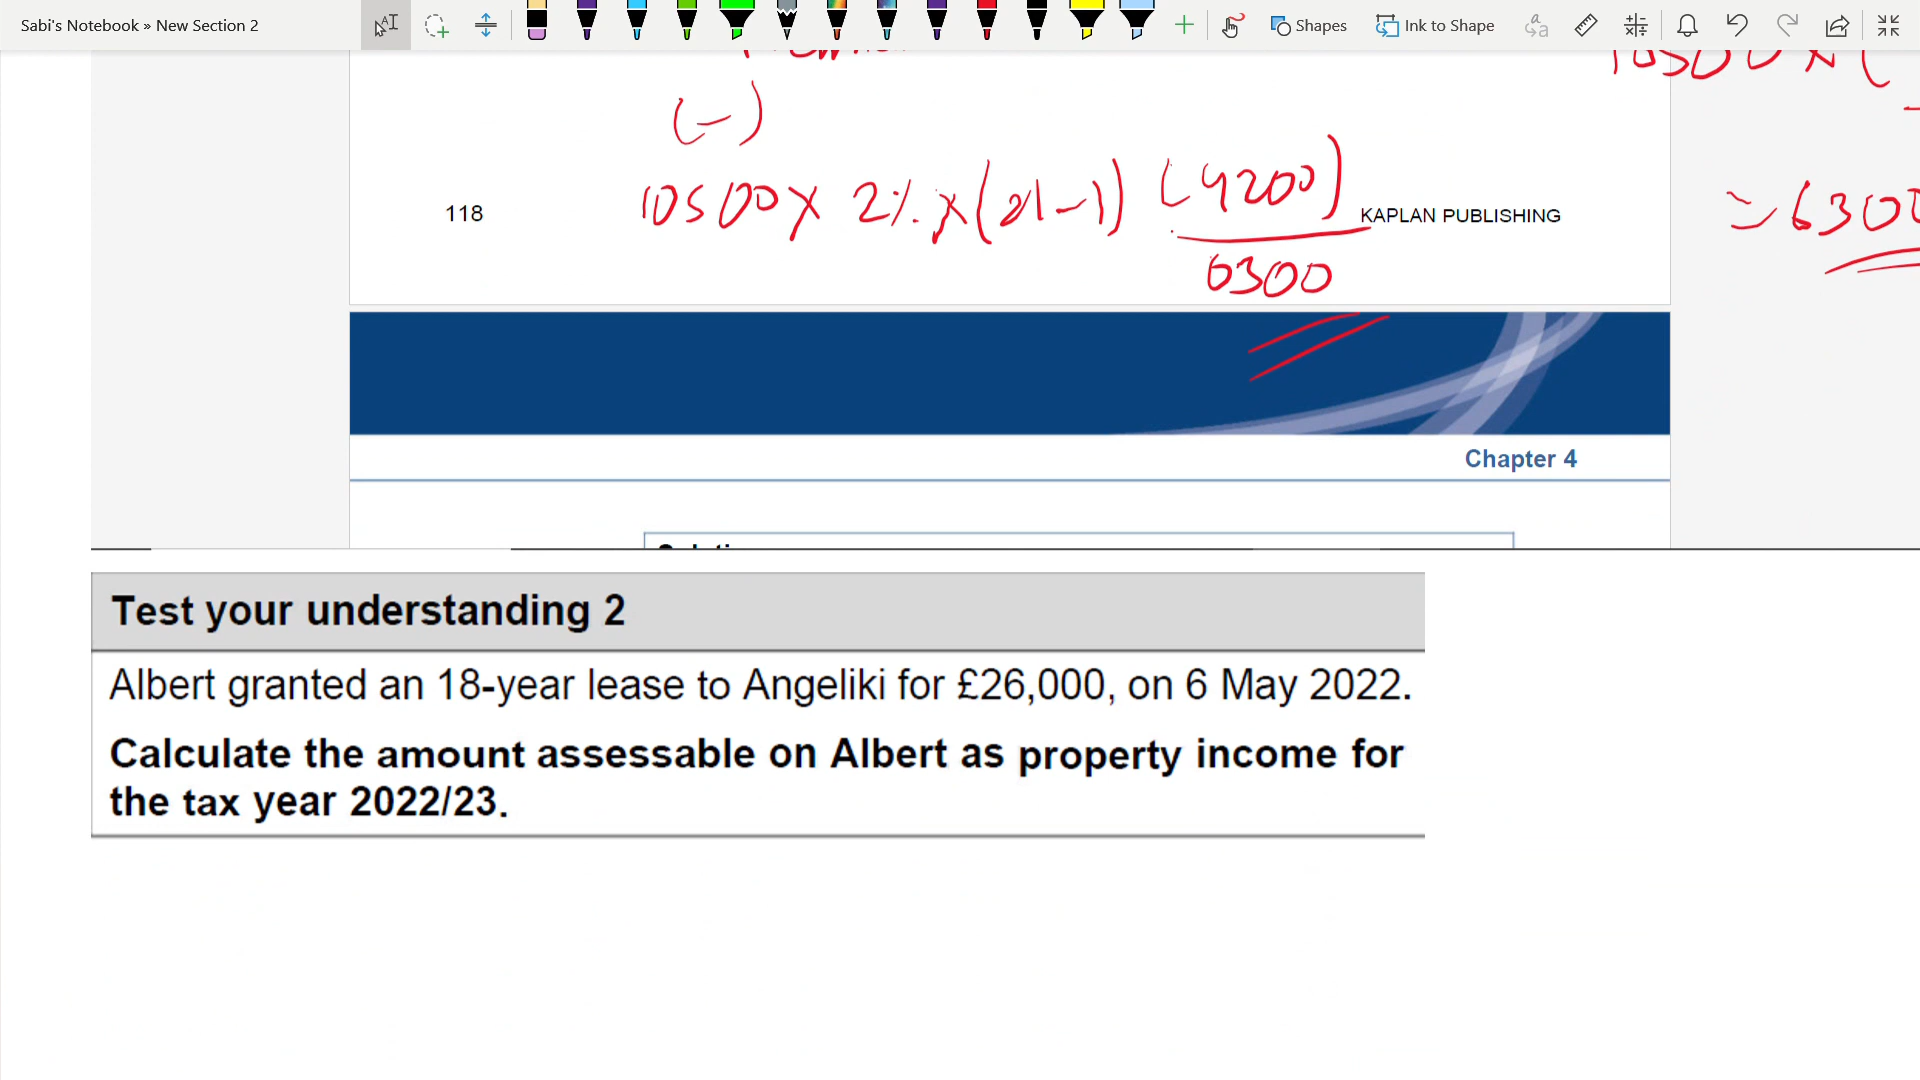 Sabi's Notebook » New Section 2
Shapes
Ink to Shape
(-)
10500 x 2% x (21-1) (4200)
118
KAPLAN PUBLISHING
= 6300
6300
Chapter 4
Test your understanding 2
Albert granted an 18-year lease to Angeliki for £26,000, on 6 May 2022.
Calculate the amount assessable on Albert as property income for
the tax year 2022/23.